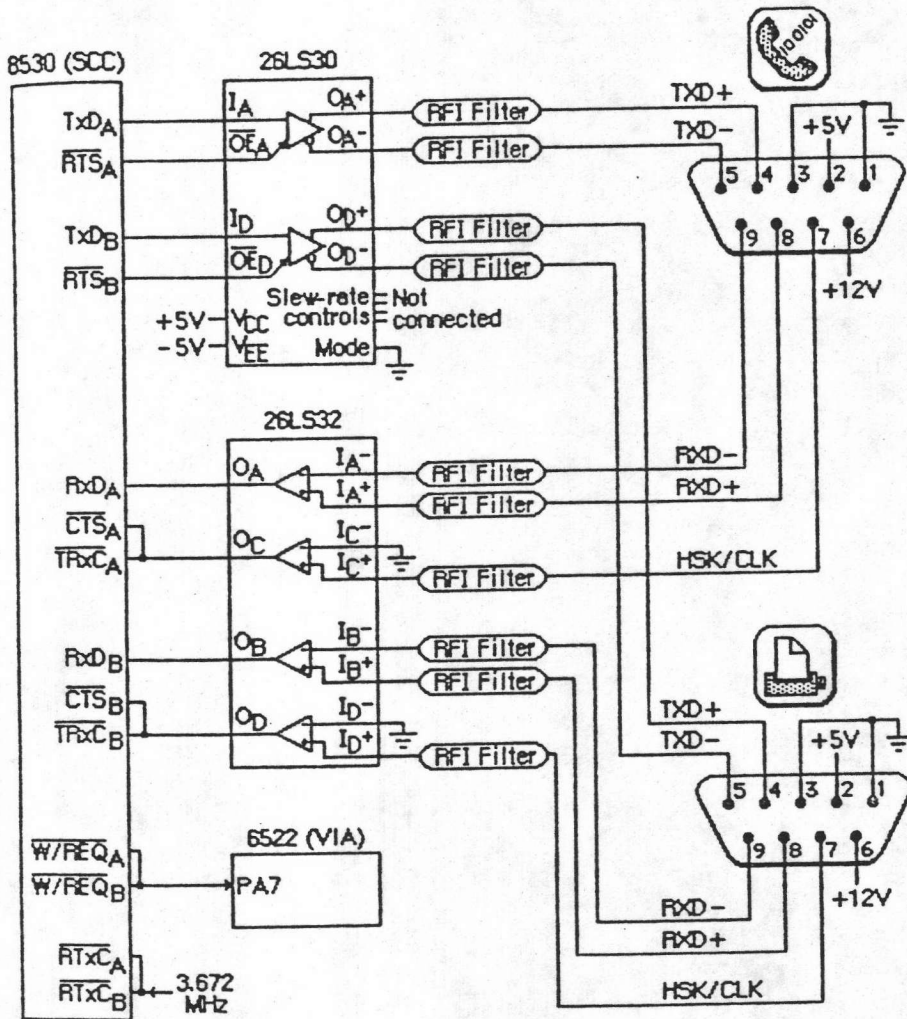 8530 (SCC)
26LS30
TxDA
RTSA
TxDB
RTSB
IA
OEA
OA+
OA-
ID
OED
OD+
OD-
Slew-rate
controls
Not
connected
+5V
VCC
-5V
VEE
Mode
RFI Filter
RFI Filter
RFI Filter
RFI Filter
TXD+
TXD-
+5V
5 4 3 2 1
9 8 7 6
+12V
26LS32
RxDA
CTSA
TRxCA
RxDB
CTSB
TRxCB
OA
OC
OB
OD
IA-
IA+
IC-
IC+
IB-
IB+
ID-
ID+
RFI Filter
RFI Filter
RFI Filter
RFI Filter
RFI Filter
RFI Filter
RXD-
RXD+
HSK/CLK
TXD+
TXD-
+5V
5 4 3 2 1
9 8 7 6
+12V
RXD-
RXD+
HSK/CLK
6522 (VIA)
W/REQA
W/REQB
PA7
RTxCA
RTxCB
3.672
MHz